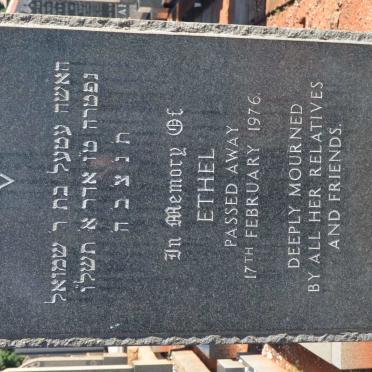 האשה עטעל בת ר שמואל
נפטרה ט״ז אדר א תשל״ו
ת נ צ ב ה
In Memory Of
ETHEL
PASSED AWAY
17TH FEBRUARY 1976.
DEEPLY MOURNED
BY ALL HER RELATIVES
AND FRIENDS.